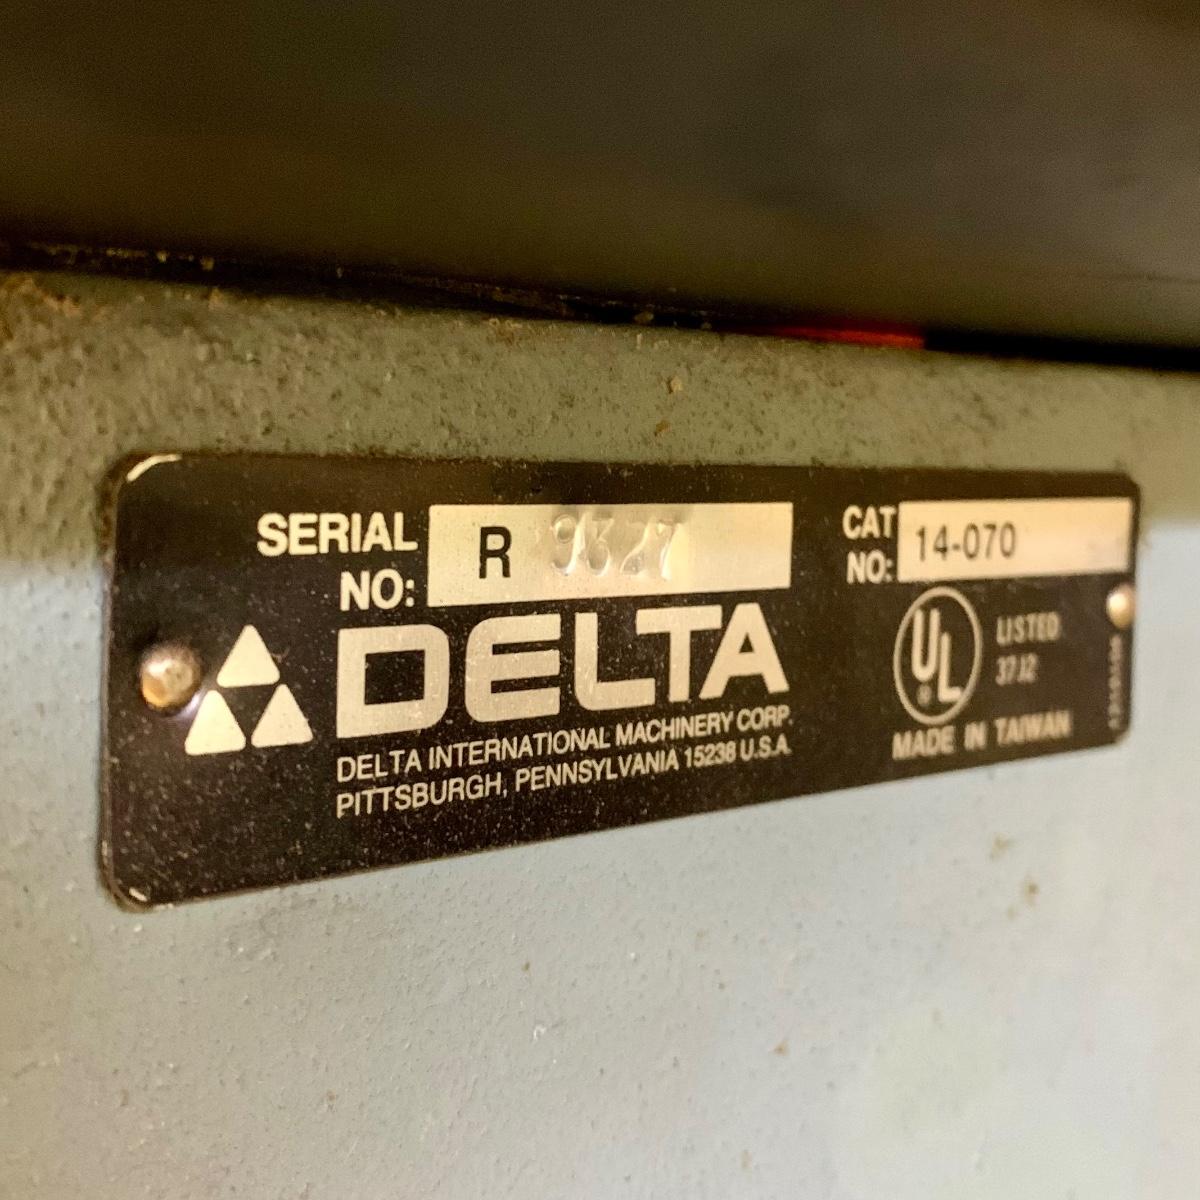 SERIAL NO: R 9327
CAT NO: 14-070
DELTA
DELTA INTERNATIONAL MACHINERY CORP.
PITTSBURGH, PENNSYLVANIA 15238 U.S.A.
UL ®
LISTED
37J2
MADE IN TAIWAN